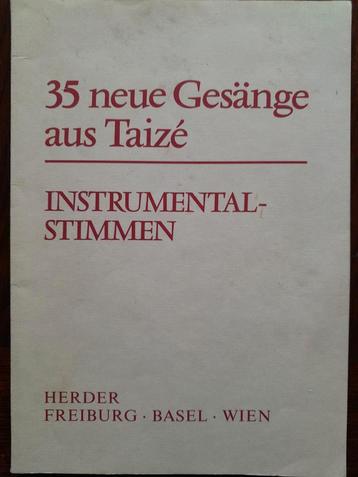 35 neue Gesänge
aus Taizé
INSTRUMENTAL-
STIMMEN
HERDER
FREIBURG · BASEL · WIEN